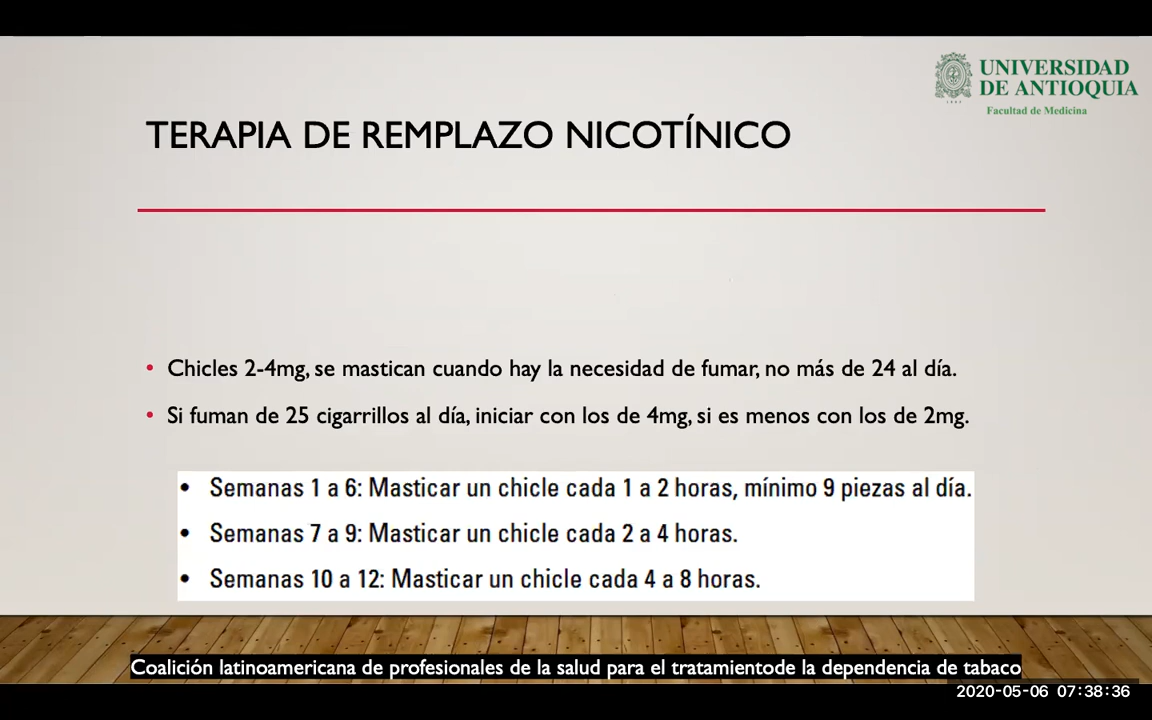 UNIVERSIDAD
DE ANTIOQUIA
Facultad de Medicina
TERAPIA DE REMPLAZO NICOTÍNICO
• Chicles 2-4mg, se mastican cuando hay la necesidad de fumar, no más de 24 al día.
• Si fuman de 25 cigarrillos al día, iniciar con los de 4mg, si es menos con los de 2mg.
• Semanas 1 a 6: Masticar un chicle cada 1 a 2 horas, mínimo 9 piezas al día.
• Semanas 7 a 9: Masticar un chicle cada 2 a 4 horas.
• Semanas 10 a 12: Masticar un chicle cada 4 a 8 horas.
Coalición latinoamericana de profesionales de la salud para el tratamientode la dependencia de tabaco
2020-05-06 07:38:36